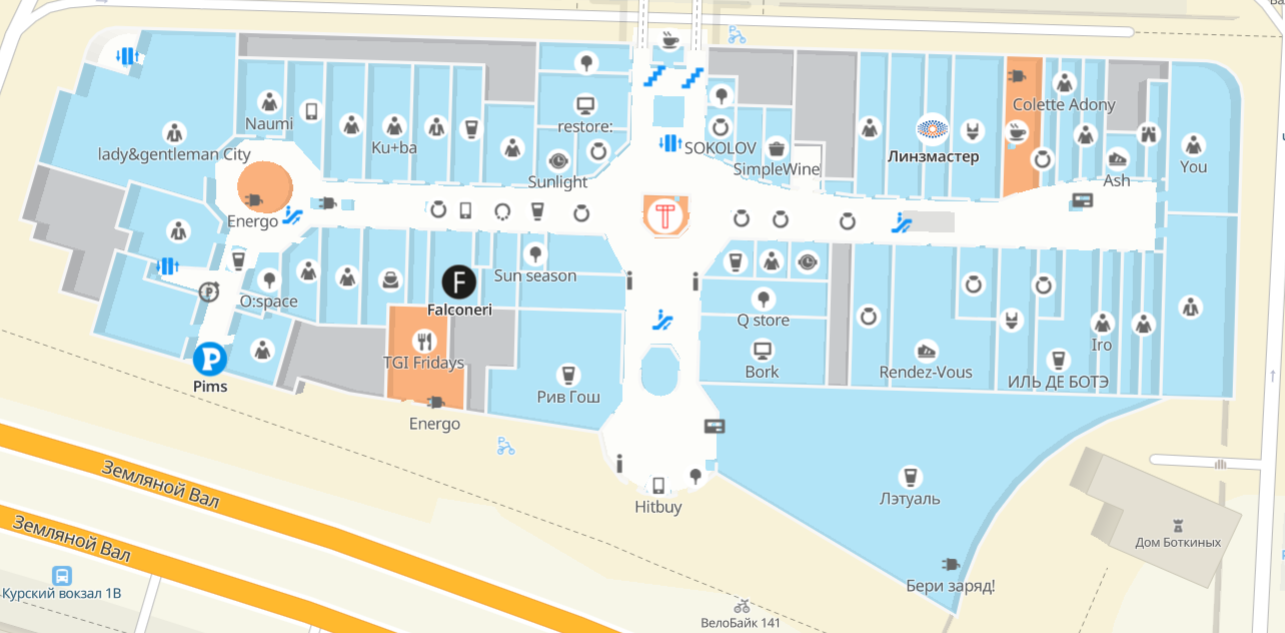 restore:
Colette Adony
Naumi
Ku+ba
SOKOLOV
lady&gentleman City
Линзмастер
SimpleWine
You
Ash
Sunlight
Energo
T
Sun season
F
O:space
Falconeri
Q store
Iro
P
TGI Fridays
Bork
Rendez-Vous
ИЛЬ ДЕ БОТЭ
Pims
Рив Гош
Energo
Земляной Вал
Лэтуаль
Hitbuy
Земляной Вал
Дом Боткиных
Бери заряд!
Курский вокзал 1В
ВелоБайк 141